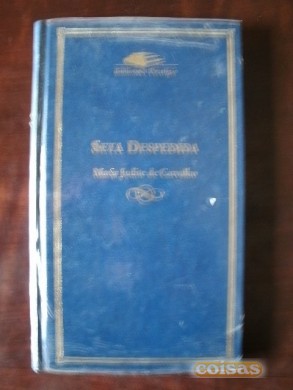 SETA DESPEDIDA
Maria Judite de Carvalho
coisas